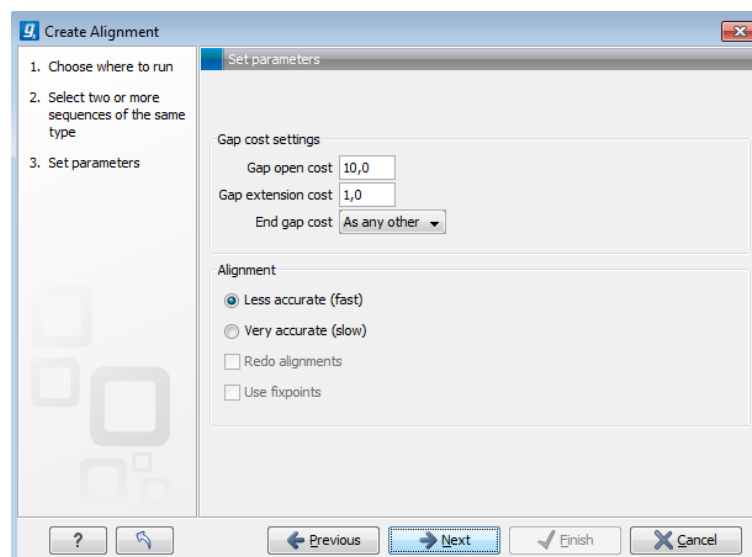 Create Alignment
1. Choose where to run
2. Select two or more
sequences of the same
type
3. Set parameters
Set parameters
Gap cost settings
Gap open cost 10,0
Gap extension cost 1,0
End gap cost As any other
Alignment
Less accurate (fast)
Very accurate (slow)
Redo alignments
Use fixpoints
? Previous Next Finish Cancel